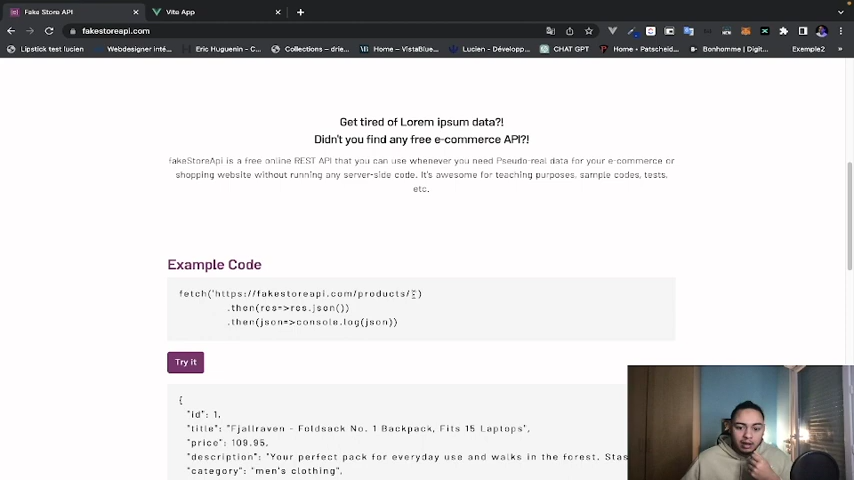 Fake Store API
Vite App
fakestoreapi.com
Lipstick test lucien
Webdesigner inté...
Eric Huguenin - C...
Collections – drie...
Home – VistaBlue...
Lucien - Développ...
CHAT GPT
Home • Patscheid...
Bonhomme | Digit...
Example2
Get tired of Lorem ipsum data?!
Didn't you find any free e-commerce API?!
fakeStoreApi is a free online REST API that you can use whenever you need Pseudo-real data for your e-commerce or
shopping website without running any server-side code. It's awesome for teaching purposes, sample codes, tests,
etc.
Example Code
fetch('https://fakestoreapi.com/products/
.then(res=>res.json())
.then(json=>console.log(json))
Try it
{
"id": 1,
"title": "Fjallraven - Foldsack No. 1 Backpack, Fits 15 Laptops",
"price": 109.95,
"description": "Your perfect pack for everyday use and walks in the forest. Stas
"category": "men's clothing",